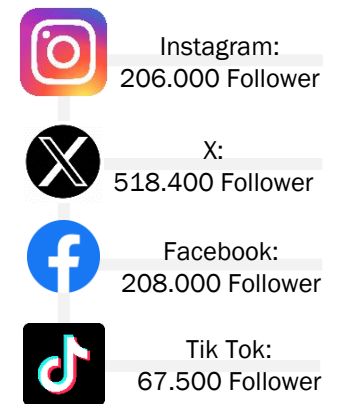 Instagram:
206.000 Follower
X:
518.400 Follower
Facebook:
208.000 Follower
Tik Tok:
67.500 Follower